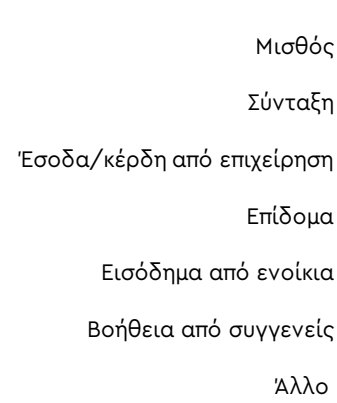 Μισθός
Σύνταξη
Έσοδα/κέρδη από επιχείρηση
Επίδομα
Εισόδημα από ενοίκια
Βοήθεια από συγγενείς
Άλλο